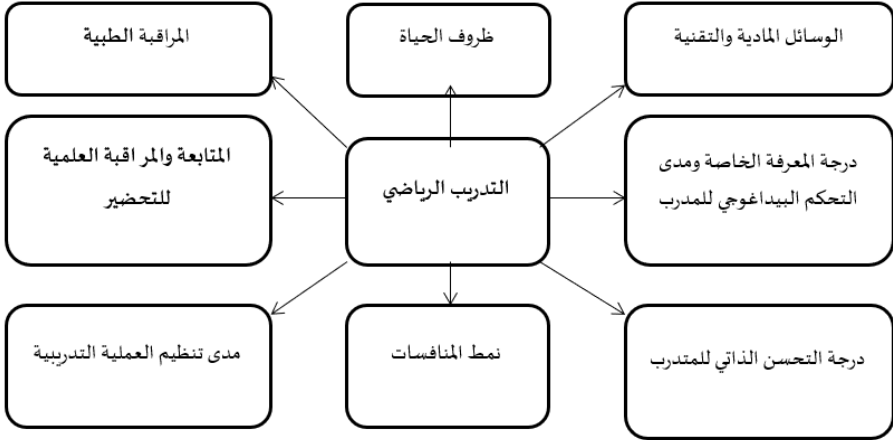 الوسائل المادية والتقنية
ظروف الحياة
المراقبة الطبية
درجة المعرفة الخاصة ومدى
التحكم البيداغوجي للمدرب
التدريب الرياضي
المتابعة والمراقبة العلمية
للتحضير
درجة التحسن الذاتي للمتدرب
نمط المنافسات
مدى تنظيم العملية التدريبية